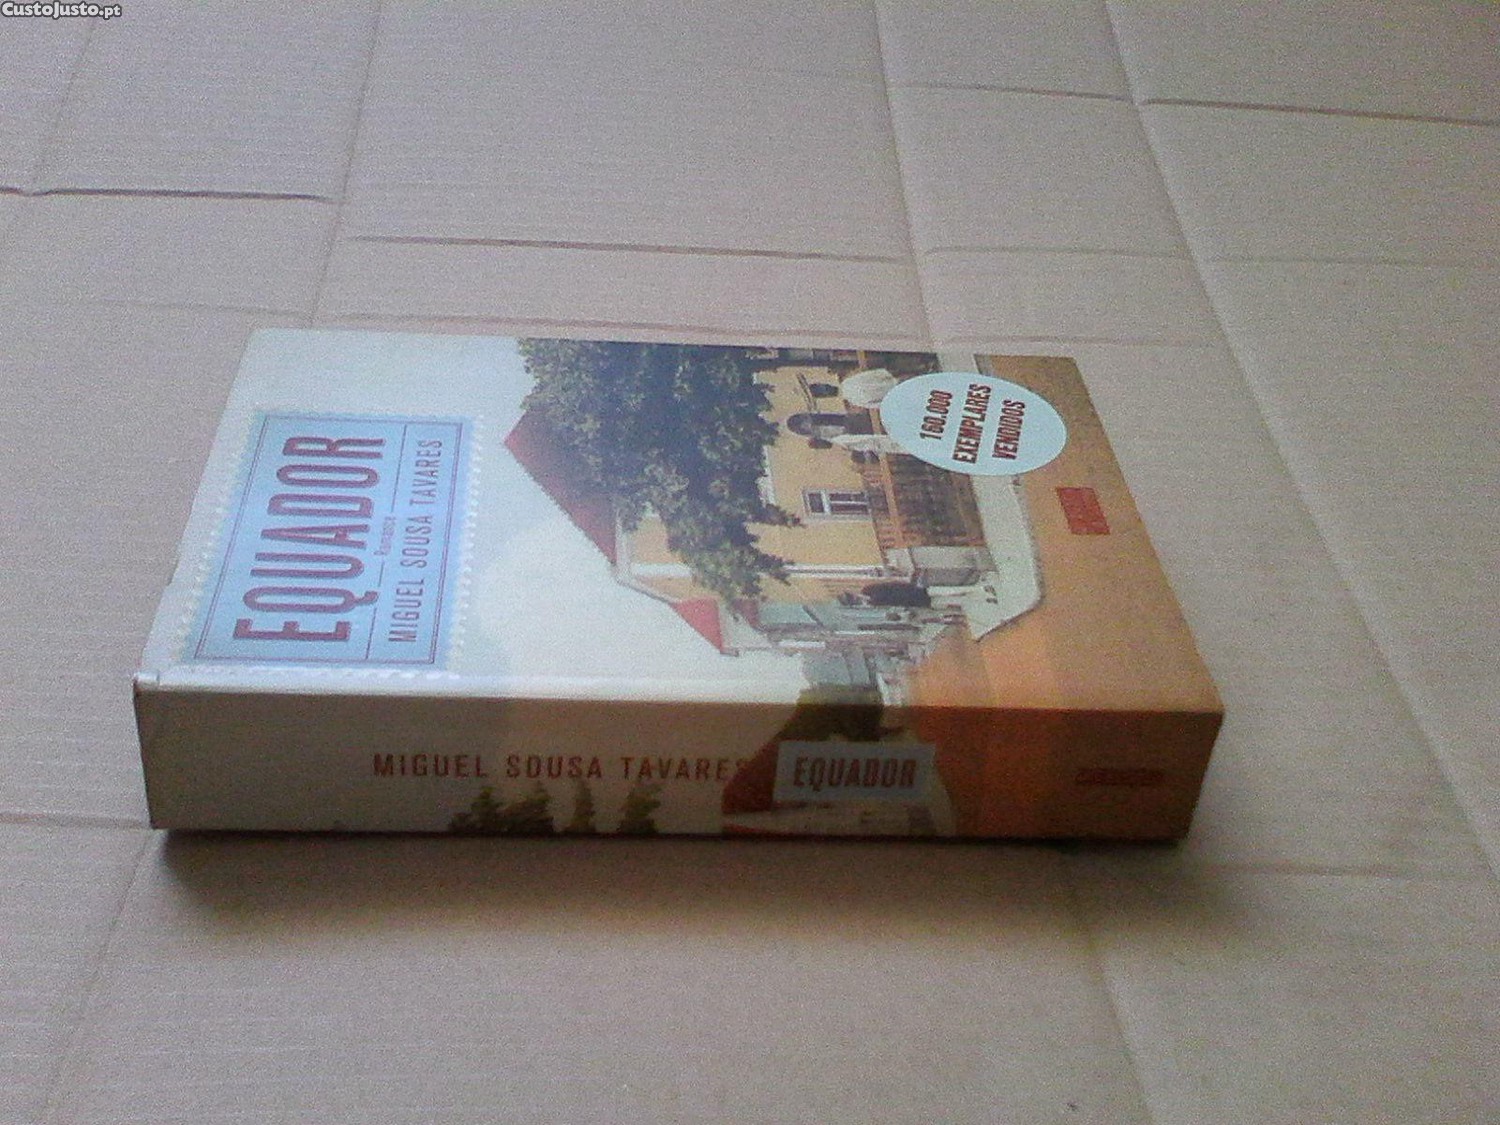 CustoJusto.pt
EQUADOR
Romance
MIGUEL SOUSA TAVARES
160.000
EXEMPLARES
VENDIDOS
MIGUEL SOUSA TAVARES
EQUADOR